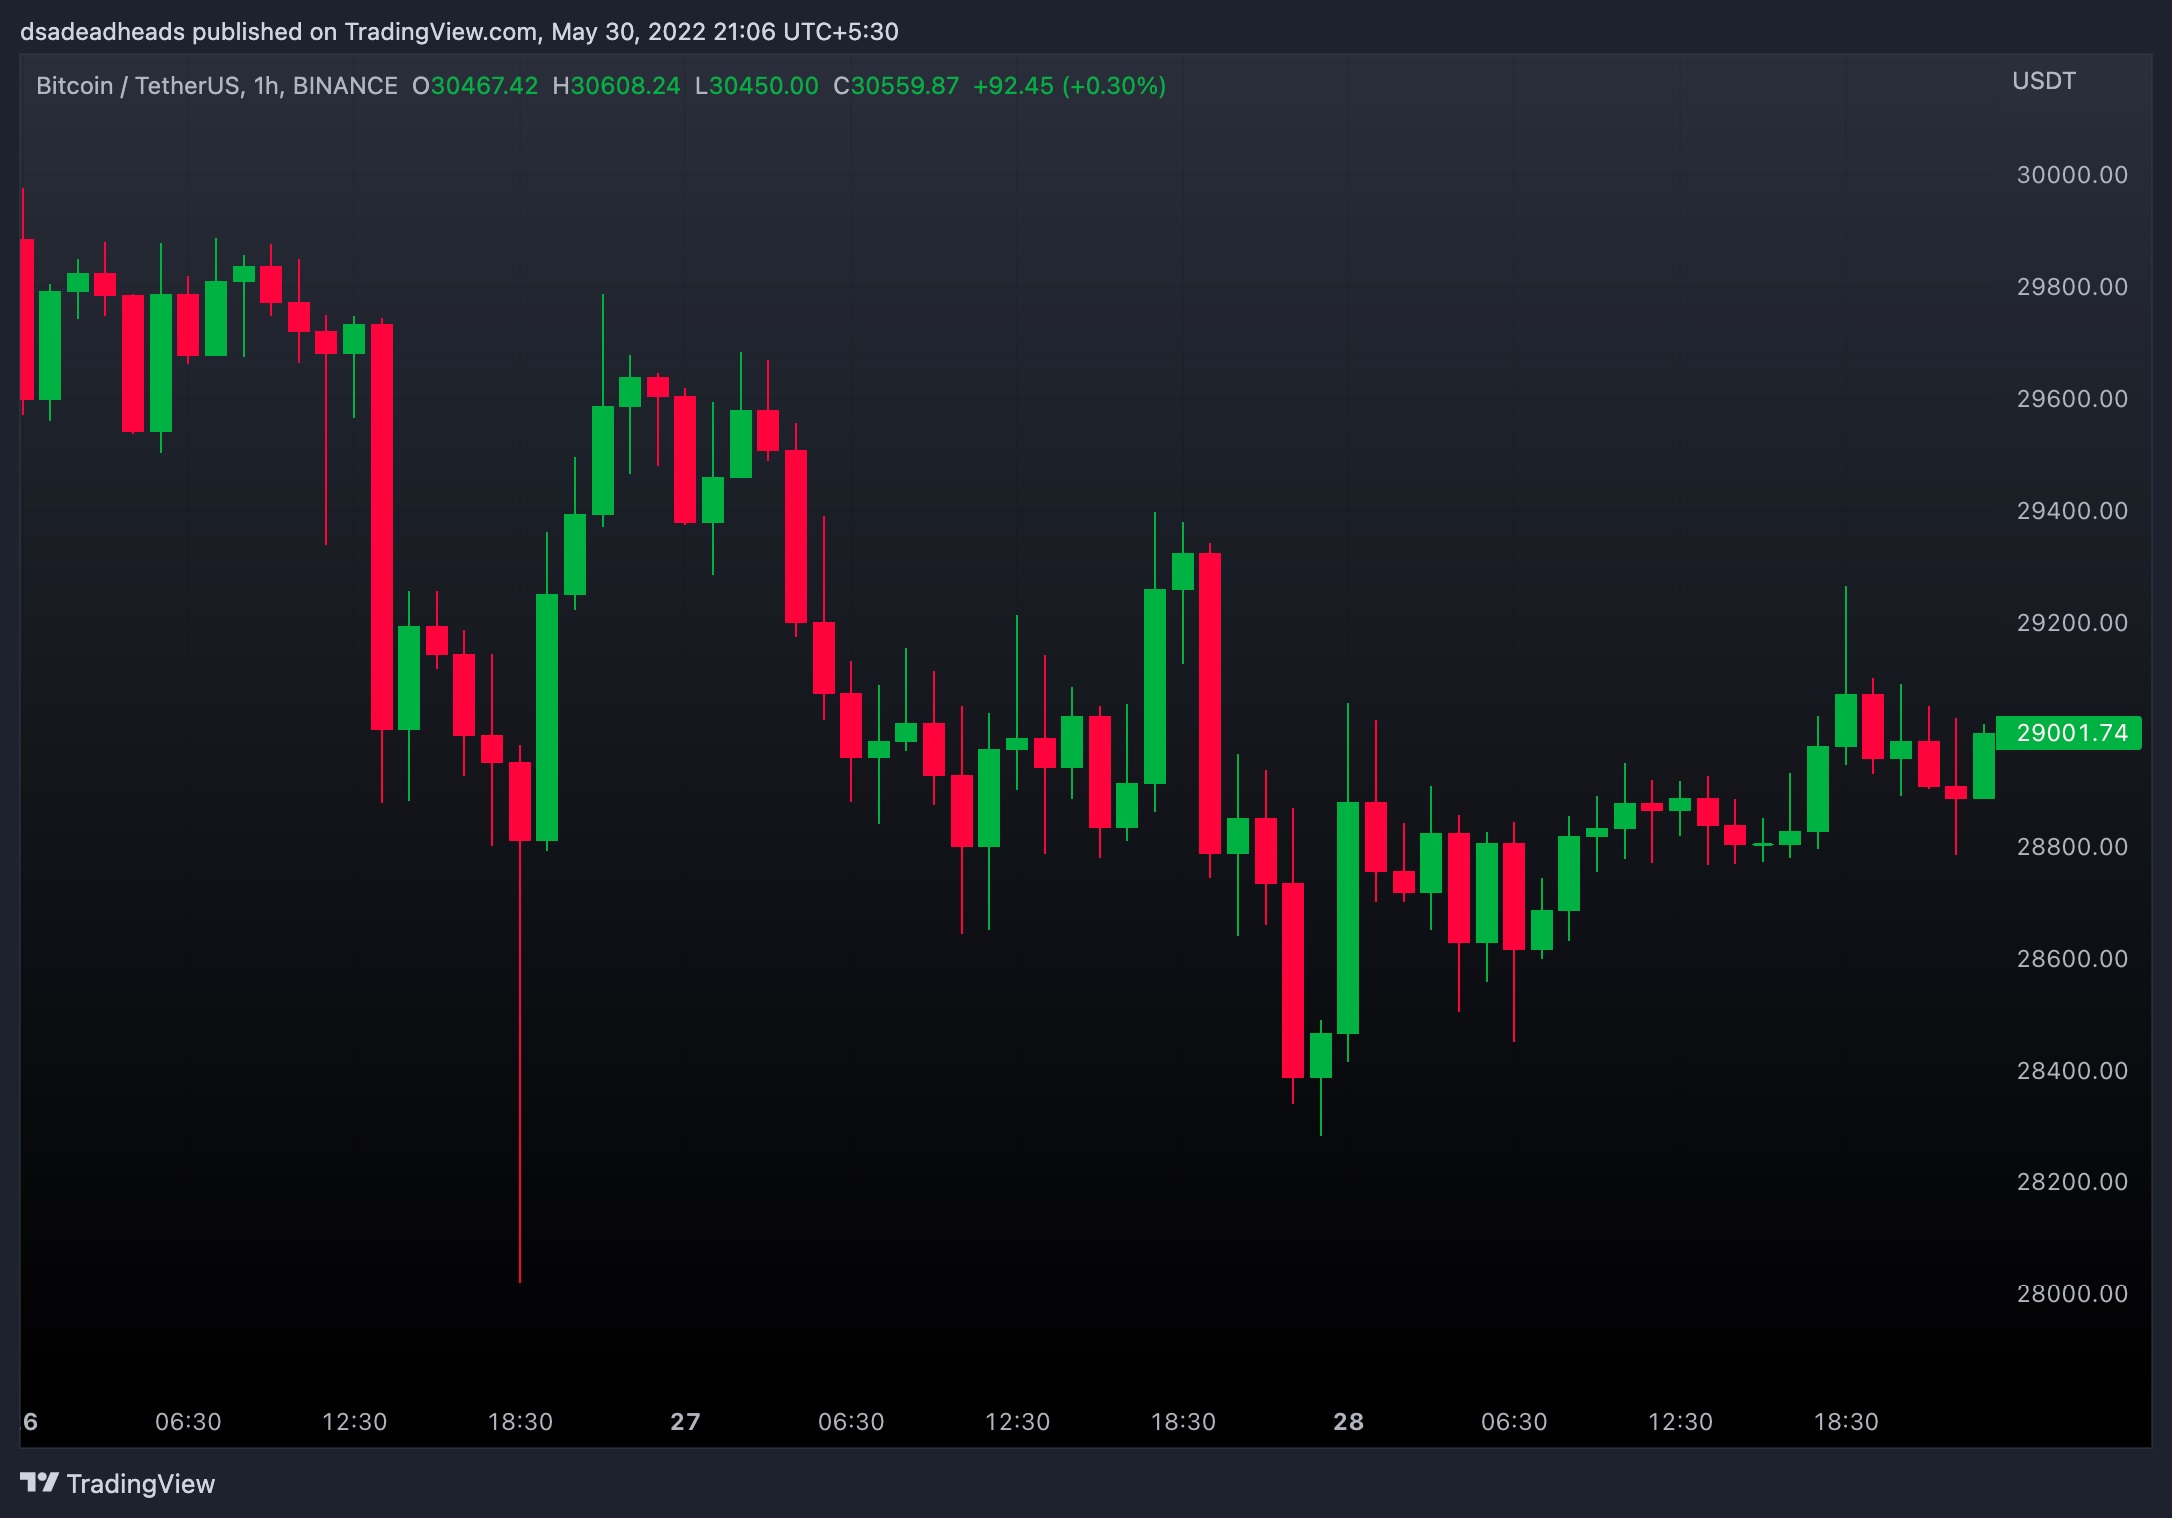 dsadeadheads published on TradingView.com, May 30, 2022 21:06 UTC+5:30
Bitcoin / TetherUS, 1h, BINANCE O30467.42 H30608.24 L30450.00 C30559.87 +92.45 (+0.30%)
USDT
30000.00
29800.00
29600.00
29400.00
29200.00
29001.74
28800.00
28600.00
28400.00
28200.00
28000.00
6 06:30 12:30 18:30 27 06:30 12:30 18:30 28 06:30 12:30 18:30
TradingView